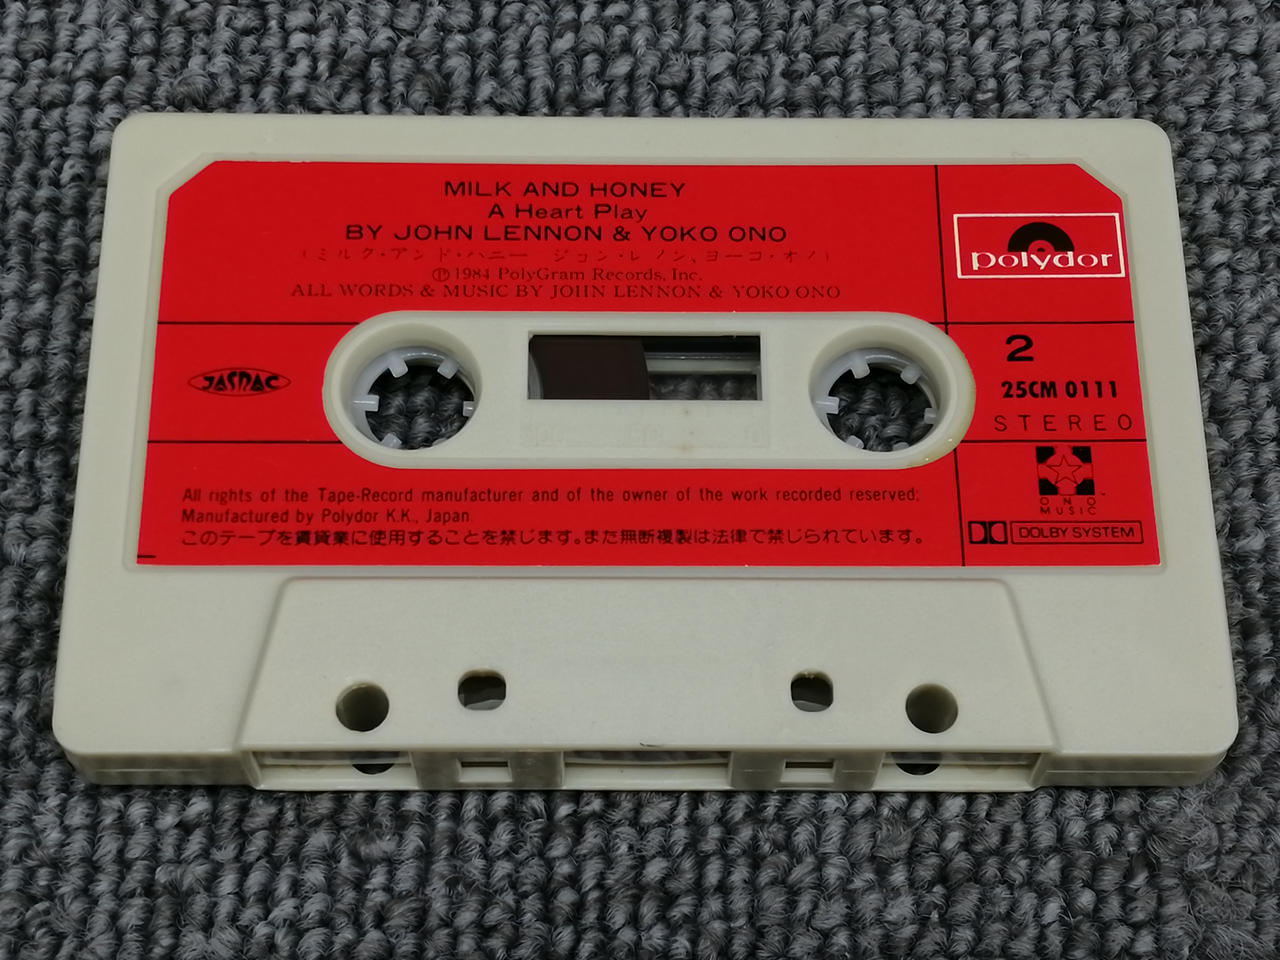 MILK AND HONEY
A Heart Play
BY JOHN LENNON & YOKO ONO
(ミルク・アンド・ハニー ジョン・レノン、ヨーコ・オノ)
Ⓟ1984 PolyGram Records, Inc.
ALL WORDS & MUSIC BY JOHN LENNON & YOKO ONO
polydor
2
25CM 0111
STEREO
JASRAC
ONO
MUSIC
DOLBY SYSTEM
All rights of the Tape-Record manufacturer and of the owner of the work recorded reserved;
Manufactured by Polydor K.K., Japan.
このテープを賃貸業に使用することを禁じます。また無断複製は法律で禁じられています。